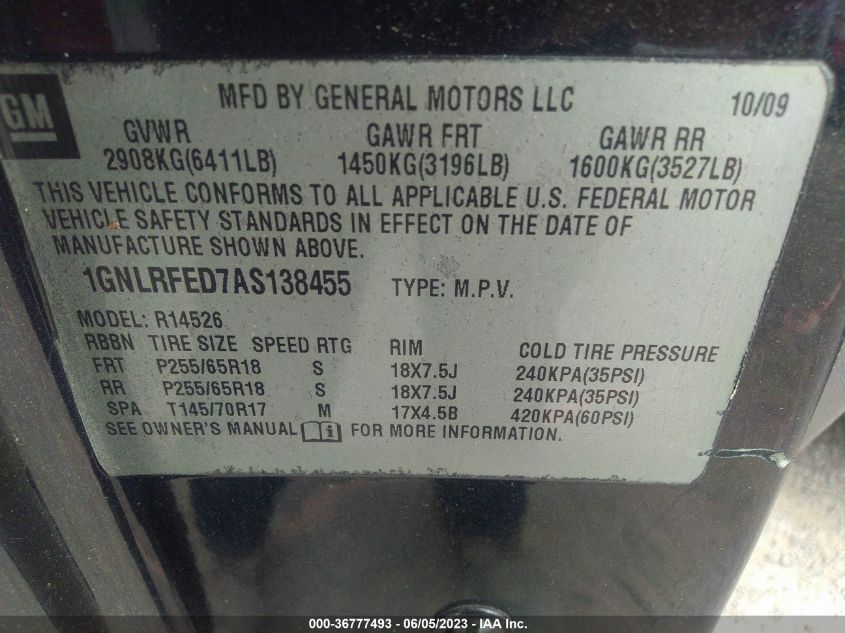 GM
MFD BY GENERAL MOTORS LLC 10/09
GVWR GAWR FRT GAWR RR
2908KG(6411LB) 1450KG(3196LB) 1600KG(3527LB)
THIS VEHICLE CONFORMS TO ALL APPLICABLE U.S. FEDERAL MOTOR
VEHICLE SAFETY STANDARDS IN EFFECT ON THE DATE OF
MANUFACTURE SHOWN ABOVE.
1GNLRFED7AS138455 TYPE: M.P.V.
MODEL: R14526
RBBN TIRE SIZE SPEED RTG RIM COLD TIRE PRESSURE
FRT P255/65R18 S 18X7.5J 240KPA(35PSI)
RR P255/65R18 S 18X7.5J 240KPA(35PSI)
SPA T145/70R17 M 17X4.5B 420KPA(60PSI)
SEE OWNER'S MANUAL i FOR MORE INFORMATION.
000-36777493 - 06/05/2023 - IAA Inc.